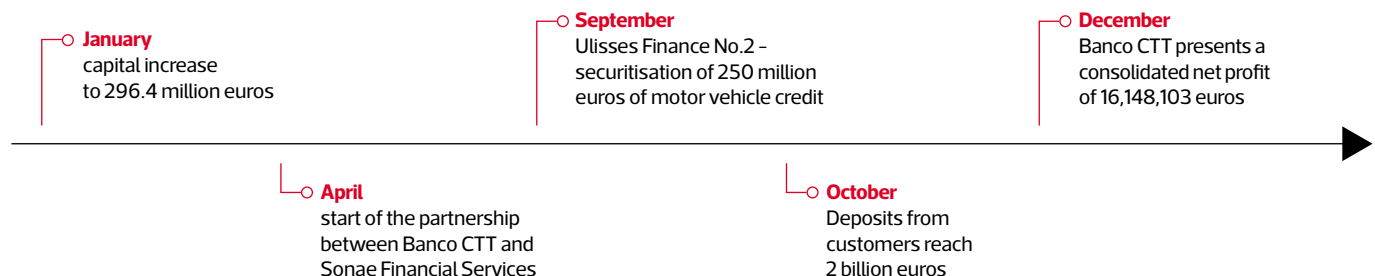 January
capital increase
to 296.4 million euros
April
start of the partnership
between Banco CTT and
Sonae Financial Services
September
Ulisses Finance No.2 –
securitisation of 250 million
euros of motor vehicle credit
October
Deposits from
customers reach
2 billion euros
December
Banco CTT presents a
consolidated net profit
of 16,148,103 euros